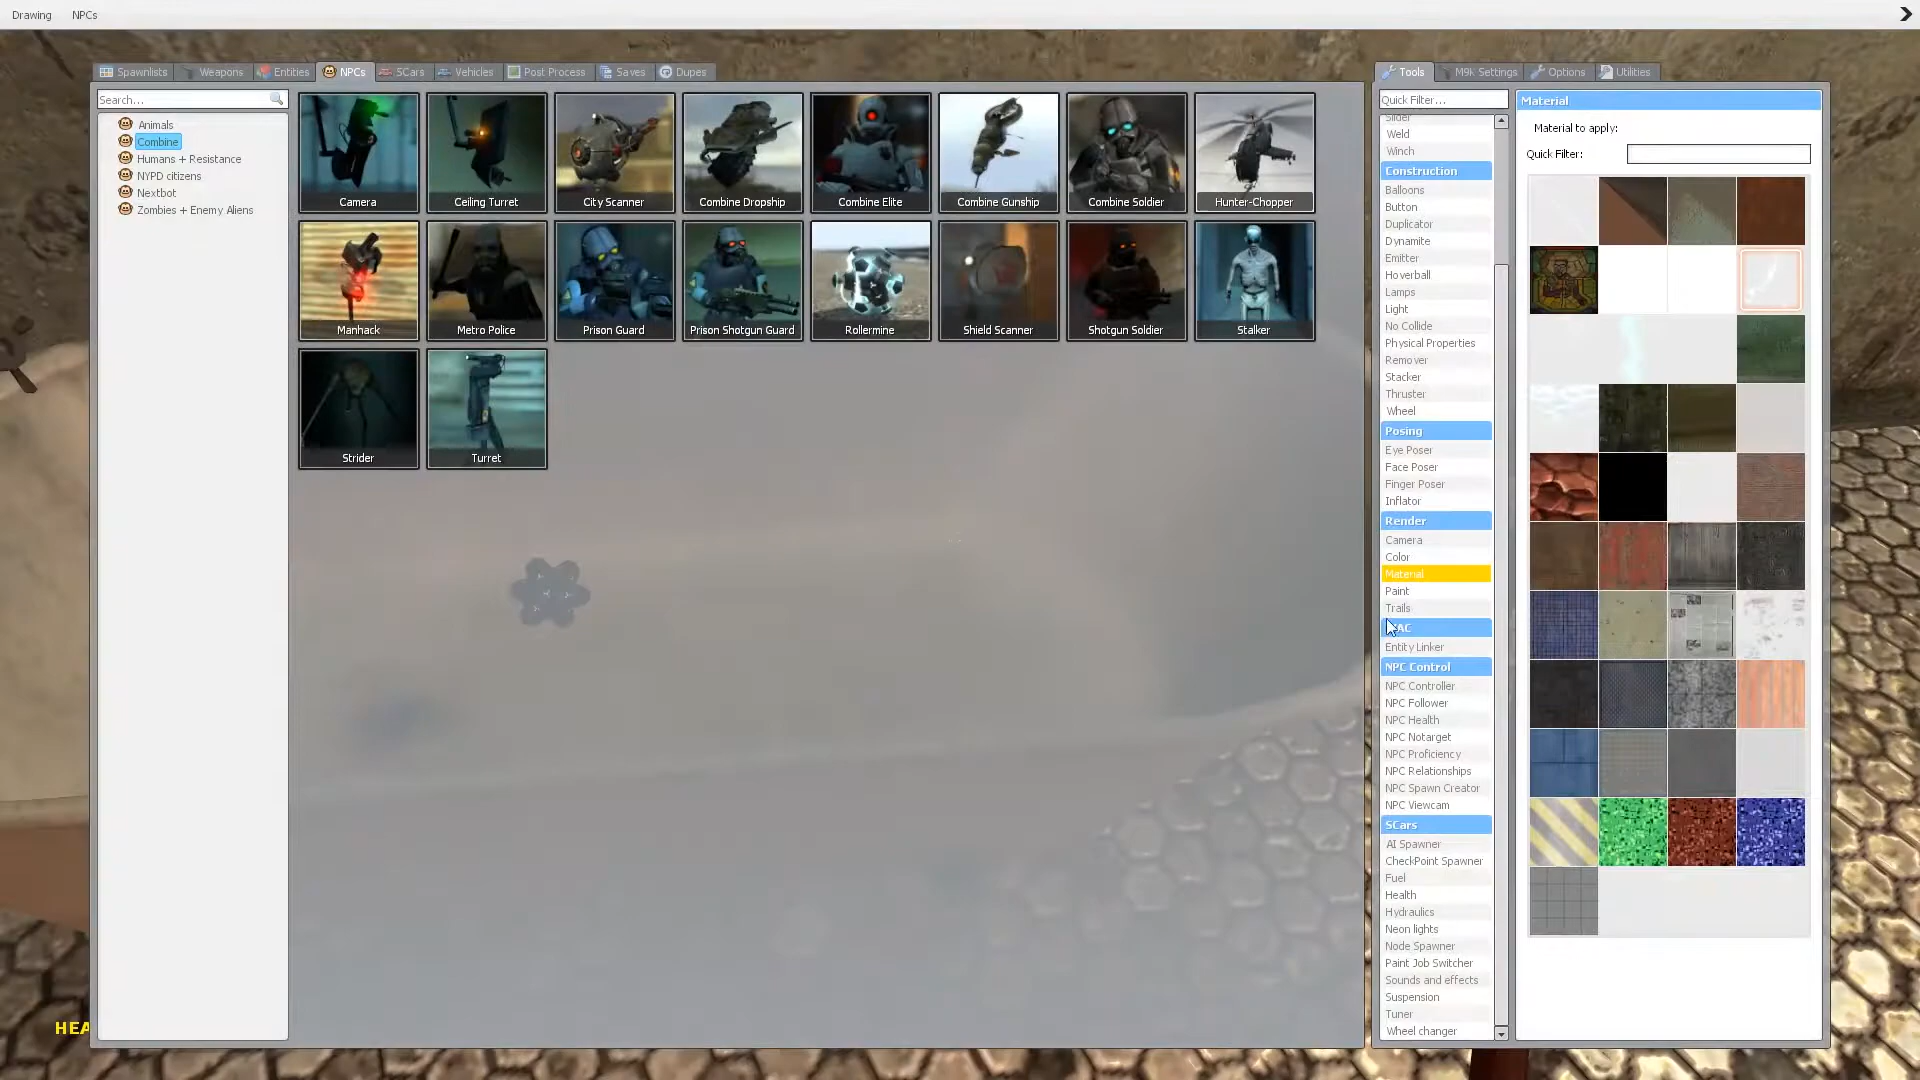 Drawing NPCs
Spawnlists Weapons Entities NPCs SCars Vehicles Post Process Saves Dupes
Search...
Animals
Combine
Humans + Resistance
NYPD citizens
Nextbot
Zombies + Enemy Aliens
Camera Ceiling Turret City Scanner Combine Dropship Combine Elite Combine Gunship Combine Soldier Hunter-Chopper
Manhack Metro Police Prison Guard Prison Shotgun Guard Rollermine Shield Scanner Shotgun Soldier Stalker
Strider Turret
HEA
Tools M9k Settings Options Utilities
Quick Filter...
Slider
Weld
Winch
Construction
Balloons
Button
Duplicator
Dynamite
Emitter
Hoverball
Lamps
Light
No Collide
Physical Properties
Remover
Stacker
Thruster
Wheel
Posing
Eye Poser
Face Poser
Finger Poser
Inflator
Render
Camera
Color
Material
Paint
Trails
AC
Entity Linker
NPC Control
NPC Controller
NPC Follower
NPC Health
NPC Notarget
NPC Proficiency
NPC Relationships
NPC Spawn Creator
NPC Viewcam
SCars
AI Spawner
CheckPoint Spawner
Fuel
Health
Hydraulics
Neon lights
Node Spawner
Paint Job Switcher
Sounds and effects
Suspension
Tuner
Wheel changer
Material
Material to apply:
Quick Filter: